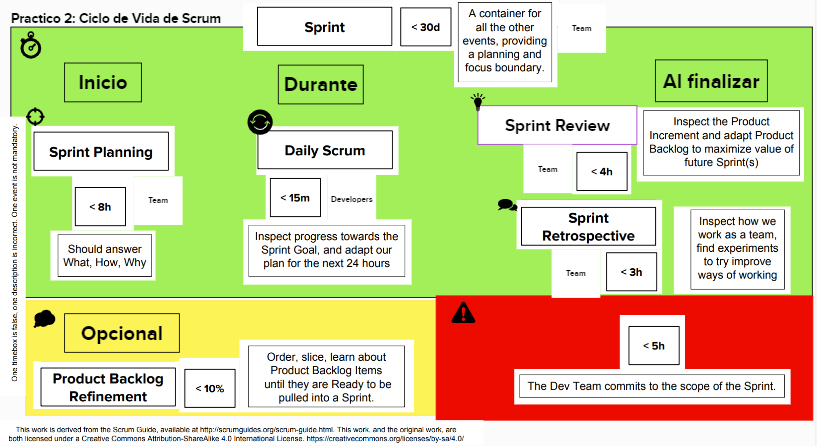 Practico 2: Ciclo de Vida de Scrum
Sprint
< 30d
A container for
all the other
events, providing
a planning and
focus boundary.
Team
Inicio
Durante
Al finalizar
Sprint Planning
< 8h
Team
Should answer
What, How, Why
Daily Scrum
< 15m
Developers
Inspect progress towards the
Sprint Goal, and adapt our
plan for the next 24 hours
Sprint Review
Team
< 4h
Inspect the Product
Increment and adapt Product
Backlog to maximize value of
future Sprint(s)
Sprint
Retrospective
Team
< 3h
Inspect how we
work as a team,
find experiments
to try improve
ways of working
One timebox is false, one description is incorrect. One event is not mandatory.
Opcional
Product Backlog
Refinement
< 10%
Order, slice, learn about
Product Backlog Items
until they are Ready to be
pulled into a Sprint.
< 5h
The Dev Team commits to the scope of the Sprint.
This work is derived from the Scrum Guide, available at http://scrumguides.org/scrum-guide.html. This work, and the original work, are
both licensed under a Creative Commons Attribution-ShareAlike 4.0 International License. https://creativecommons.org/licenses/by-sa/4.0/